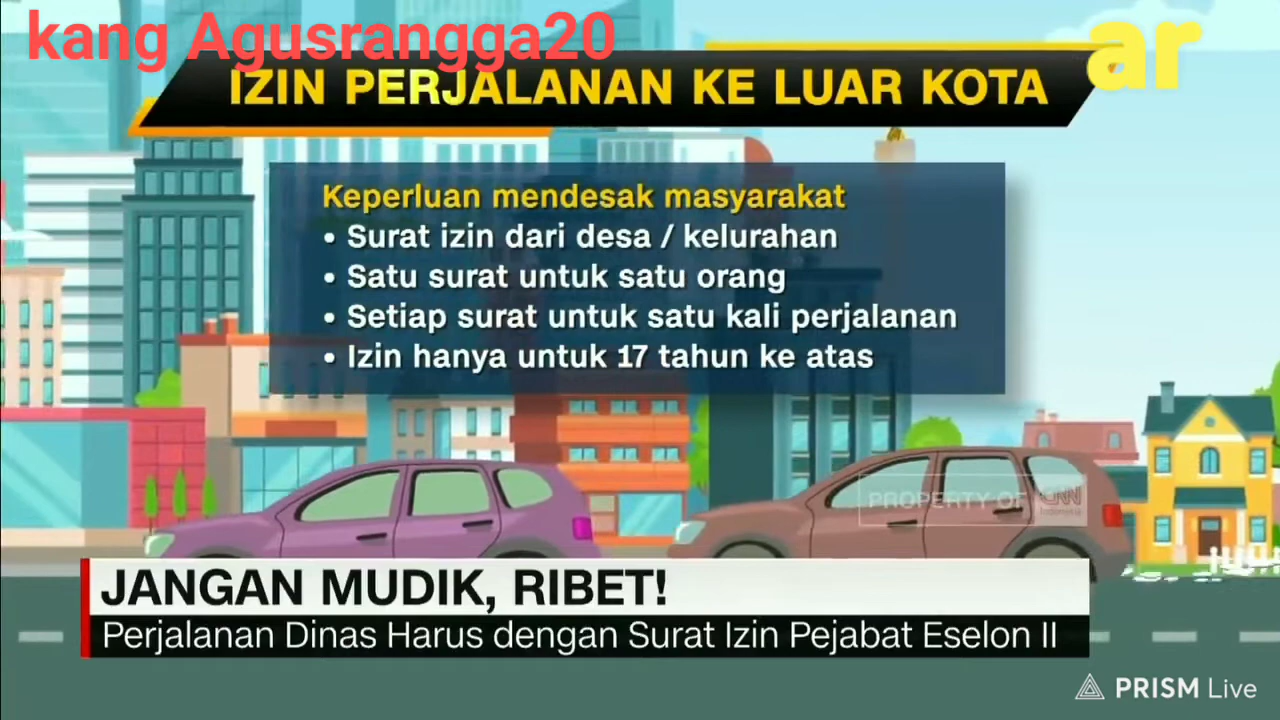 kang Agusrangga20
ar
IZIN PERJALANAN KE LUAR KOTA
Keperluan mendesak masyarakat
• Surat izin dari desa / kelurahan
• Satu surat untuk satu orang
• Setiap surat untuk satu kali perjalanan
• Izin hanya untuk 17 tahun ke atas
PROPERTY OF CNN
Indonesia
JANGAN MUDIK, RIBET!
Perjalanan Dinas Harus dengan Surat Izin Pejabat Eselon II
PRISM Live